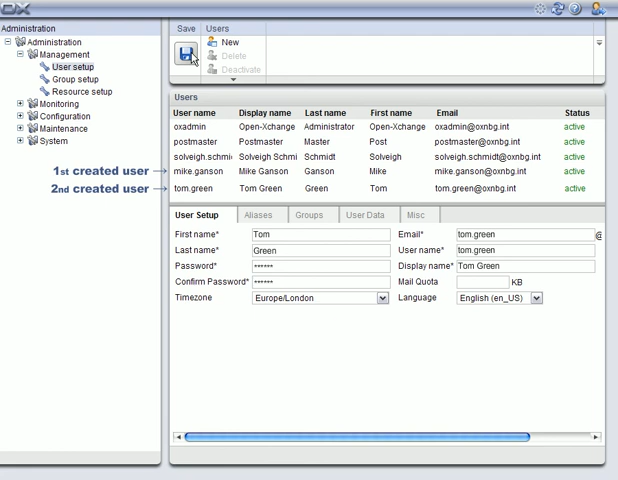 OX
Administration
Save
Users
New
Delete
Deactivate
Administration
Management
User setup
Group setup
Resource setup
Monitoring
Configuration
Maintenance
System
1st created user
2nd created user
Users
User name Display name Last name First name Email Status
oxadmin Open-Xchange Administrator Open-Xchange oxadmin@oxnbg.int active
postmaster Postmaster Master Post postmaster@oxnbg.int active
solveigh.schmi Solveigh Schmi Schmidt Solveigh solveigh.schmidt@oxnbg.int active
mike.ganson Mike Ganson Ganson Mike mike.ganson@oxnbg.int active
tom.green Tom Green Green Tom tom.green@oxnbg.int active
User Setup Aliases Groups User Data Misc
First name* Tom Email* tom.green @
Last name* Green User name* tom.green
Password* ****** Display name* Tom Green
Confirm Password* ****** Mail Quota KB
Timezone Europe/London Language English (en_US)